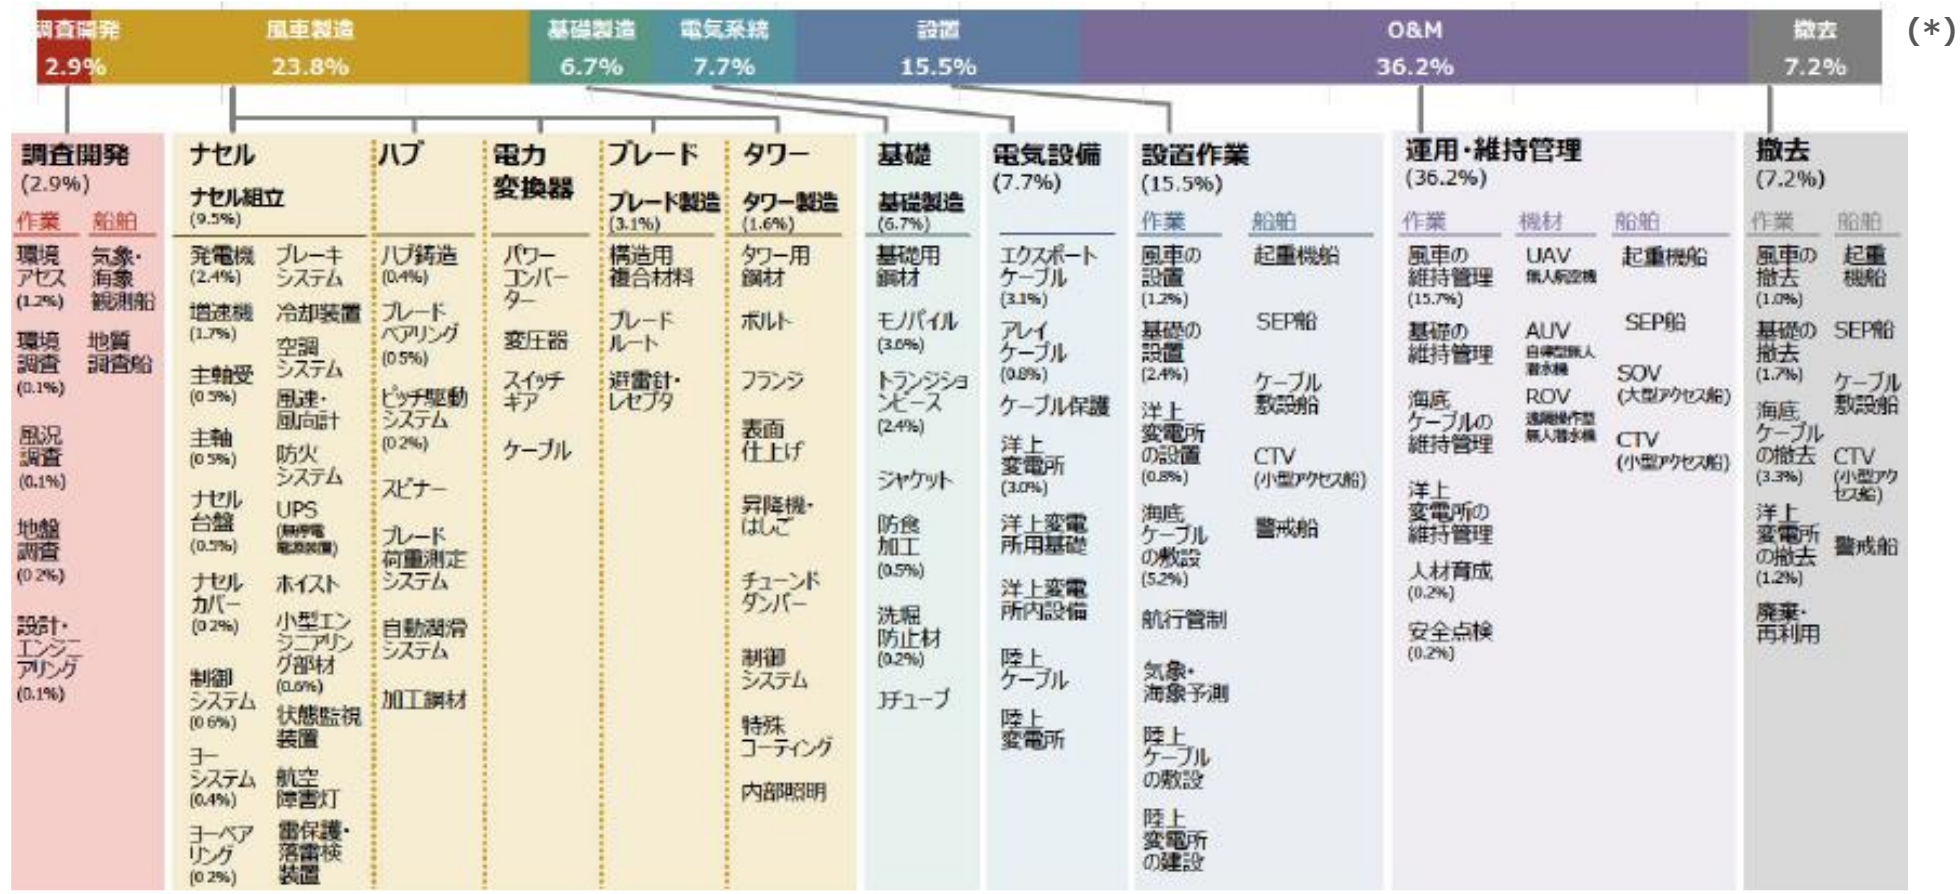 調査開発
2.9%
風車製造
23.8%
基礎製造
6.7%
電気系統
7.7%
設置
15.5%
O&M
36.2%
撤去
7.2%
(*)
調査開発
(2.9%)
作業
環境
アセス
(1.2%)
環境
調査
(0.1%)
風況
調査
(0.1%)
地盤
調査
(0.2%)
設計・
エンジニ
アリング
(0.1%)
船舶
気象・
海象
観測船
地質
調査船
ナセル
ナセル組立
(9.5%)
発電機
(2.4%)
増速機
(1.7%)
主軸受
(0.5%)
主軸
(0.5%)
ナセル
台盤
(0.5%)
ナセル
カバー
(0.2%)
制御
システム
(0.6%)
ヨー
システム
(0.4%)
ヨーベア
リング
(0.2%)
ブレーキ
システム
冷却装置
空調
システム
風速・
風向計
防火
システム
UPS
(無停電
電源装置)
ホイスト
小型エン
ジニアリン
グ部材
(0.6%)
状態監視
装置
航空
障害灯
雷保護・
落雷検
装置
ハブ
ハブ鋳造
(0.4%)
ブレード
ベアリング
(0.5%)
ピッチ駆動
システム
(0.2%)
スピナー
ブレード
荷重測定
システム
自動潤滑
システム
加工鋼材
電力
変換器
パワー
コンバー
ター
変圧器
スイッチ
ギア
ケーブル
ブレード
ブレード製造
(3.1%)
構造用
複合材料
ブレード
ルート
避雷針・
レセプタ
タワー
タワー製造
(1.6%)
タワー用
鋼材
ボルト
フランジ
表面
仕上げ
昇降機・
はしご
チューンド
ダンパー
制御
システム
特殊
コーティング
内部照明
基礎
基礎製造
(6.7%)
基礎用
鋼材
モノパイル
(3.6%)
トランジショ
ンピース
(2.4%)
ジャケット
防食
加工
(0.5%)
洗堀
防止材
(0.2%)
Jチューブ
電気設備
(7.7%)
エクスポート
ケーブル
(3.1%)
アレイ
ケーブル
(0.8%)
ケーブル保護
洋上
変電所
(3.0%)
洋上変電
所用基礎
洋上変電
所内設備
陸上
ケーブル
陸上
変電所
設置作業
(15.5%)
作業
風車の
設置
(1.2%)
基礎の
設置
(2.4%)
洋上
変電所
の設置
(0.8%)
海底
ケーブル
の敷設
(5.2%)
航行管制
気象・
海象予測
陸上
ケーブル
の敷設
陸上
変電所
の建設
船舶
起重機船
SEP船
ケーブル
敷設船
CTV
(小型アクセス船)
警戒船
運用・維持管理
(36.2%)
作業
風車の
維持管理
(15.7%)
基礎の
維持管理
海底
ケーブルの
維持管理
洋上
変電所の
維持管理
人材育成
(0.2%)
安全点検
(0.2%)
機材
UAV
無人航空機
AUV
自律型無人
潜水機
ROV
遠隔操作型
無人潜水機
船舶
起重機船
SEP船
SOV
(大型アクセス船)
CTV
(小型アクセス船)
撤去
(7.2%)
作業
風車の
撤去
(1.0%)
基礎の
撤去
(1.7%)
海底
ケーブル
の撤去
(3.3%)
洋上
変電所
の撤去
(1.2%)
廃棄・
再利用
船舶
起重
機船
SEP船
ケーブル
敷設船
CTV
(小型アク
セス船)
警戒船